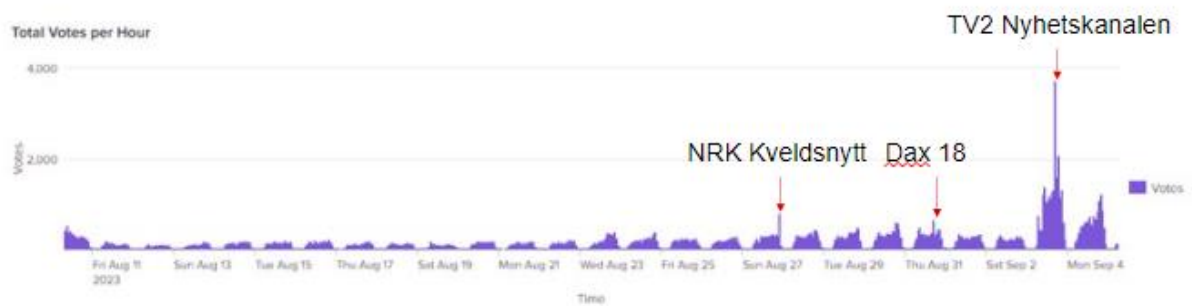 TV2 Nyhetskanalen
Total Votes per Hour
4,000
NRK Kveldsnytt Dax 18
2,000
Votes
Votes
Fri Aug 11 Sun Aug 13 Tue Aug 15 Thu Aug 17 Sat Aug 19 Mon Aug 21 Wed Aug 23 Fri Aug 25 Sun Aug 27 Tue Aug 29 Thu Aug 31 Sat Sep 2 Mon Sep 4
2023
Time